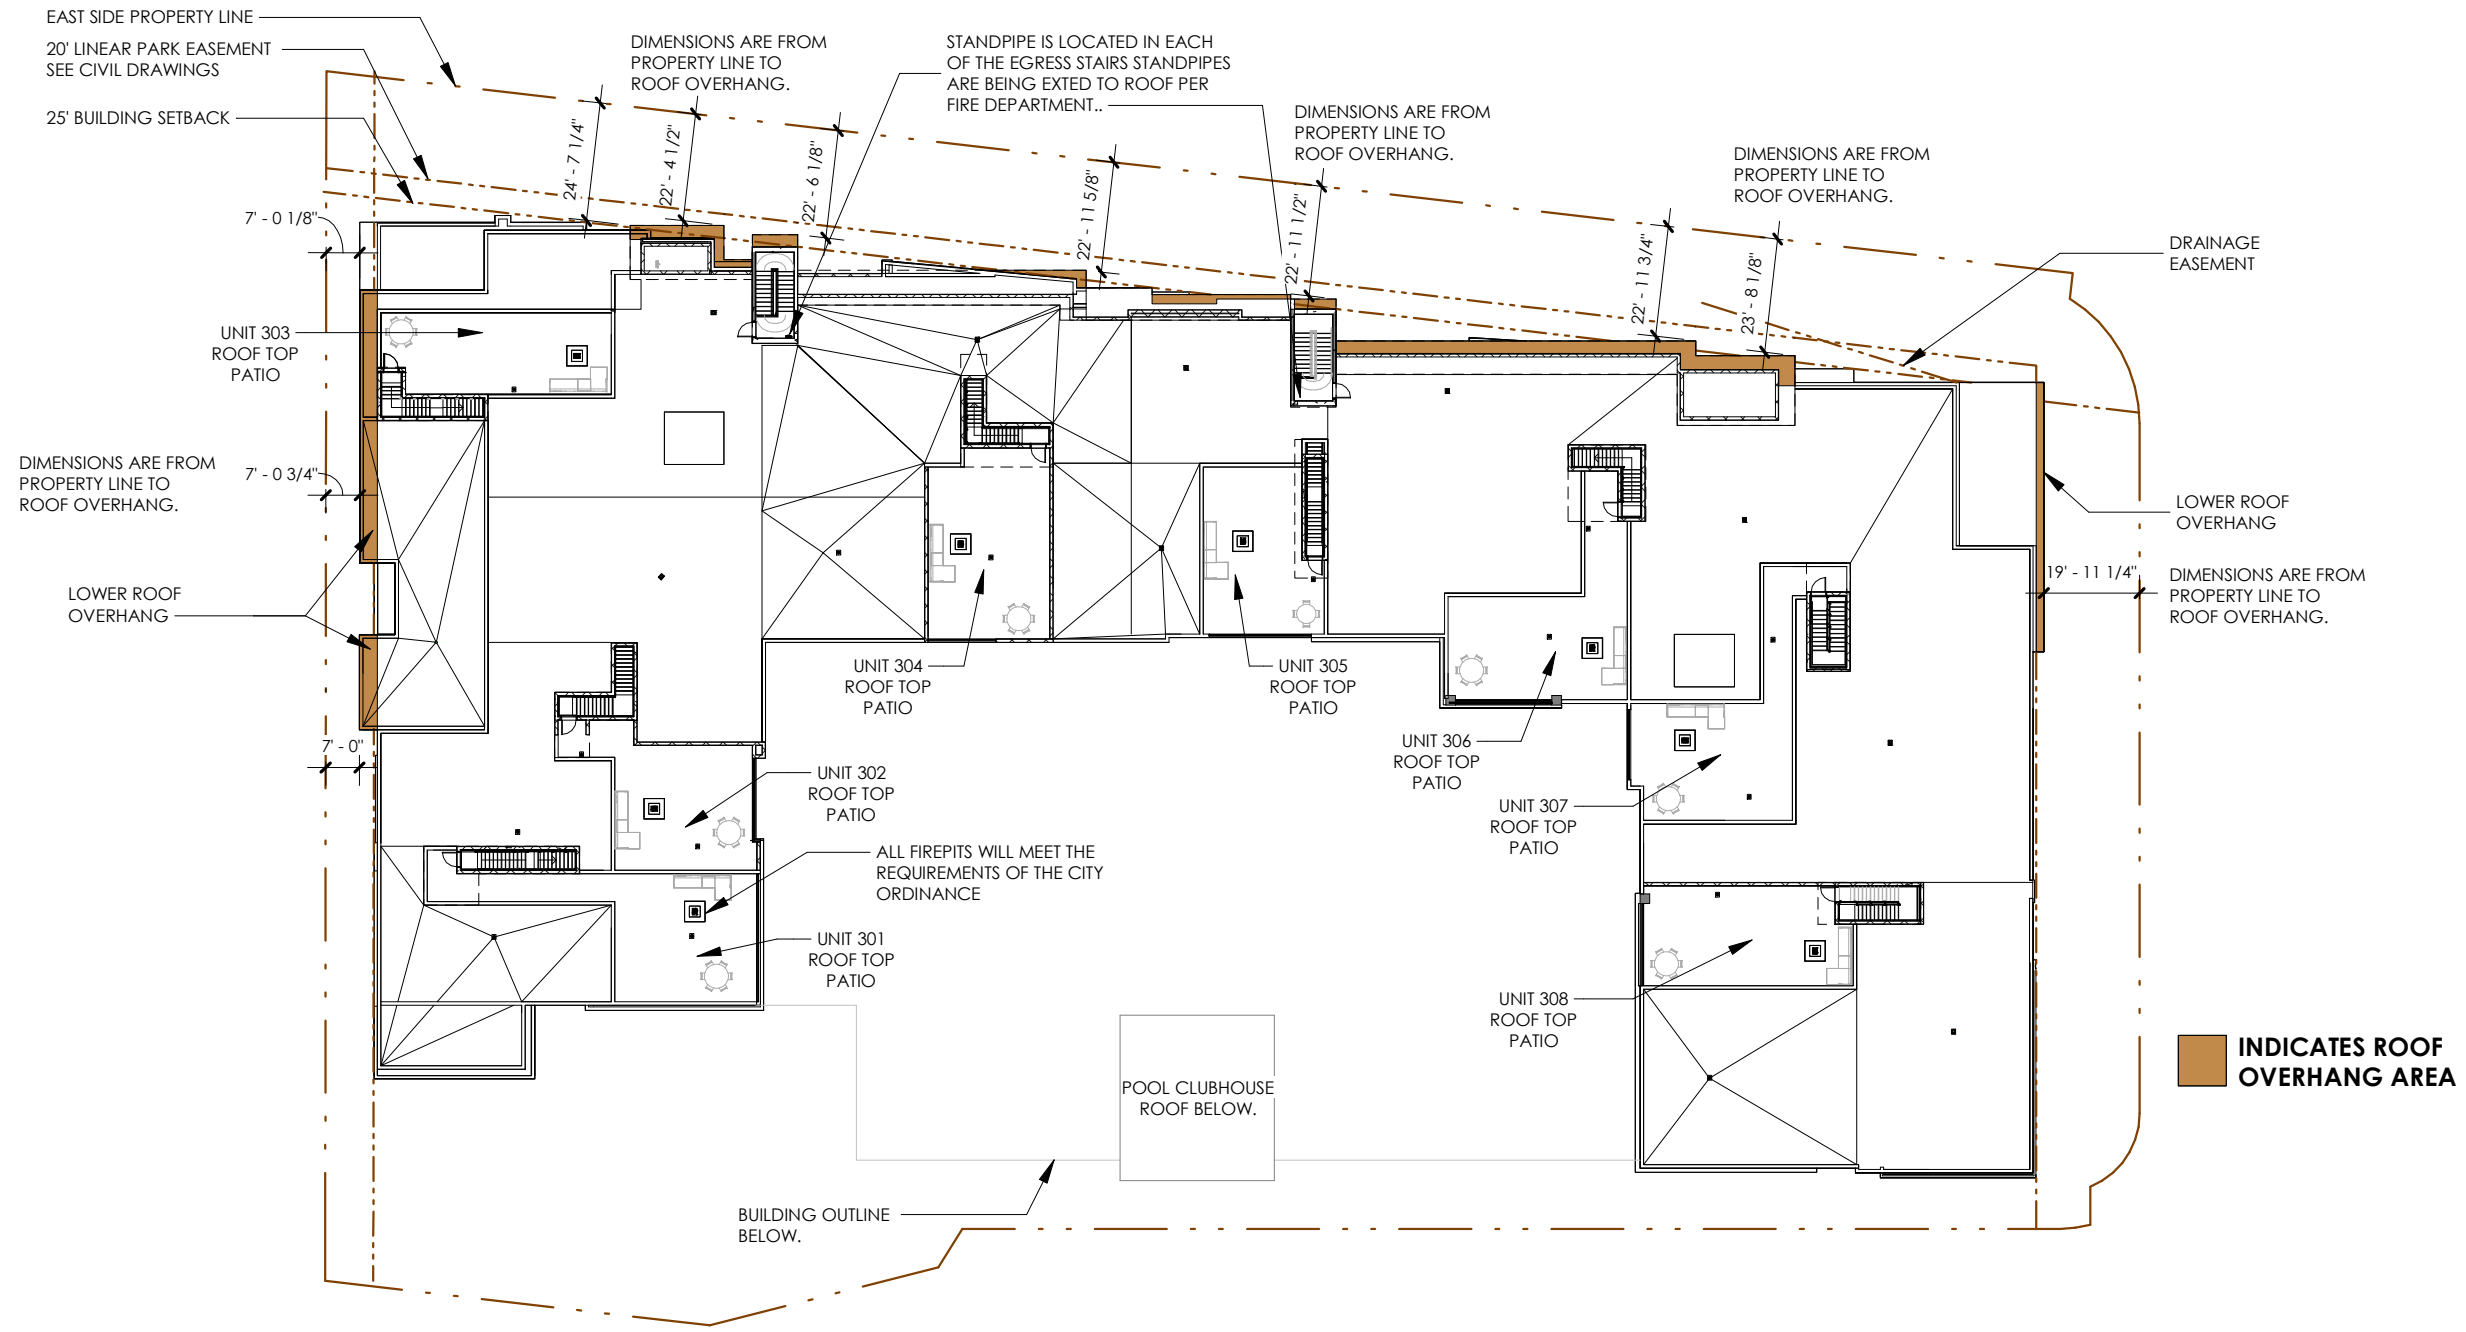 EAST SIDE PROPERTY LINE
20' LINEAR PARK EASEMENT
SEE CIVIL DRAWINGS
25' BUILDING SETBACK
DIMENSIONS ARE FROM
PROPERTY LINE TO
ROOF OVERHANG.
STANDPIPE IS LOCATED IN EACH
OF THE EGRESS STAIRS STANDPIPES
ARE BEING EXTED TO ROOF PER
FIRE DEPARTMENT..
DIMENSIONS ARE FROM
PROPERTY LINE TO
ROOF OVERHANG.
DIMENSIONS ARE FROM
PROPERTY LINE TO
ROOF OVERHANG.
24' - 7 1/4"
22' - 4 1/2"
22' - 6 1/8"
22' - 11 5/8"
22' - 11 1/2"
22' - 11 3/4"
23' - 8 1/8"
DRAINAGE
EASEMENT
7' - 0 1/8"
UNIT 303
ROOF TOP
PATIO
DIMENSIONS ARE FROM
PROPERTY LINE TO
ROOF OVERHANG.
7' - 0 3/4"
LOWER ROOF
OVERHANG
LOWER ROOF
OVERHANG
19' - 11 1/4"
DIMENSIONS ARE FROM
PROPERTY LINE TO
ROOF OVERHANG.
UNIT 304
ROOF TOP
PATIO
UNIT 305
ROOF TOP
PATIO
7' - 0"
UNIT 306
ROOF TOP
PATIO
UNIT 302
ROOF TOP
PATIO
UNIT 307
ROOF TOP
PATIO
ALL FIREPITS WILL MEET THE
REQUIREMENTS OF THE CITY
ORDINANCE
UNIT 301
ROOF TOP
PATIO
UNIT 308
ROOF TOP
PATIO
INDICATES ROOF
OVERHANG AREA
POOL CLUBHOUSE
ROOF BELOW.
BUILDING OUTLINE
BELOW.